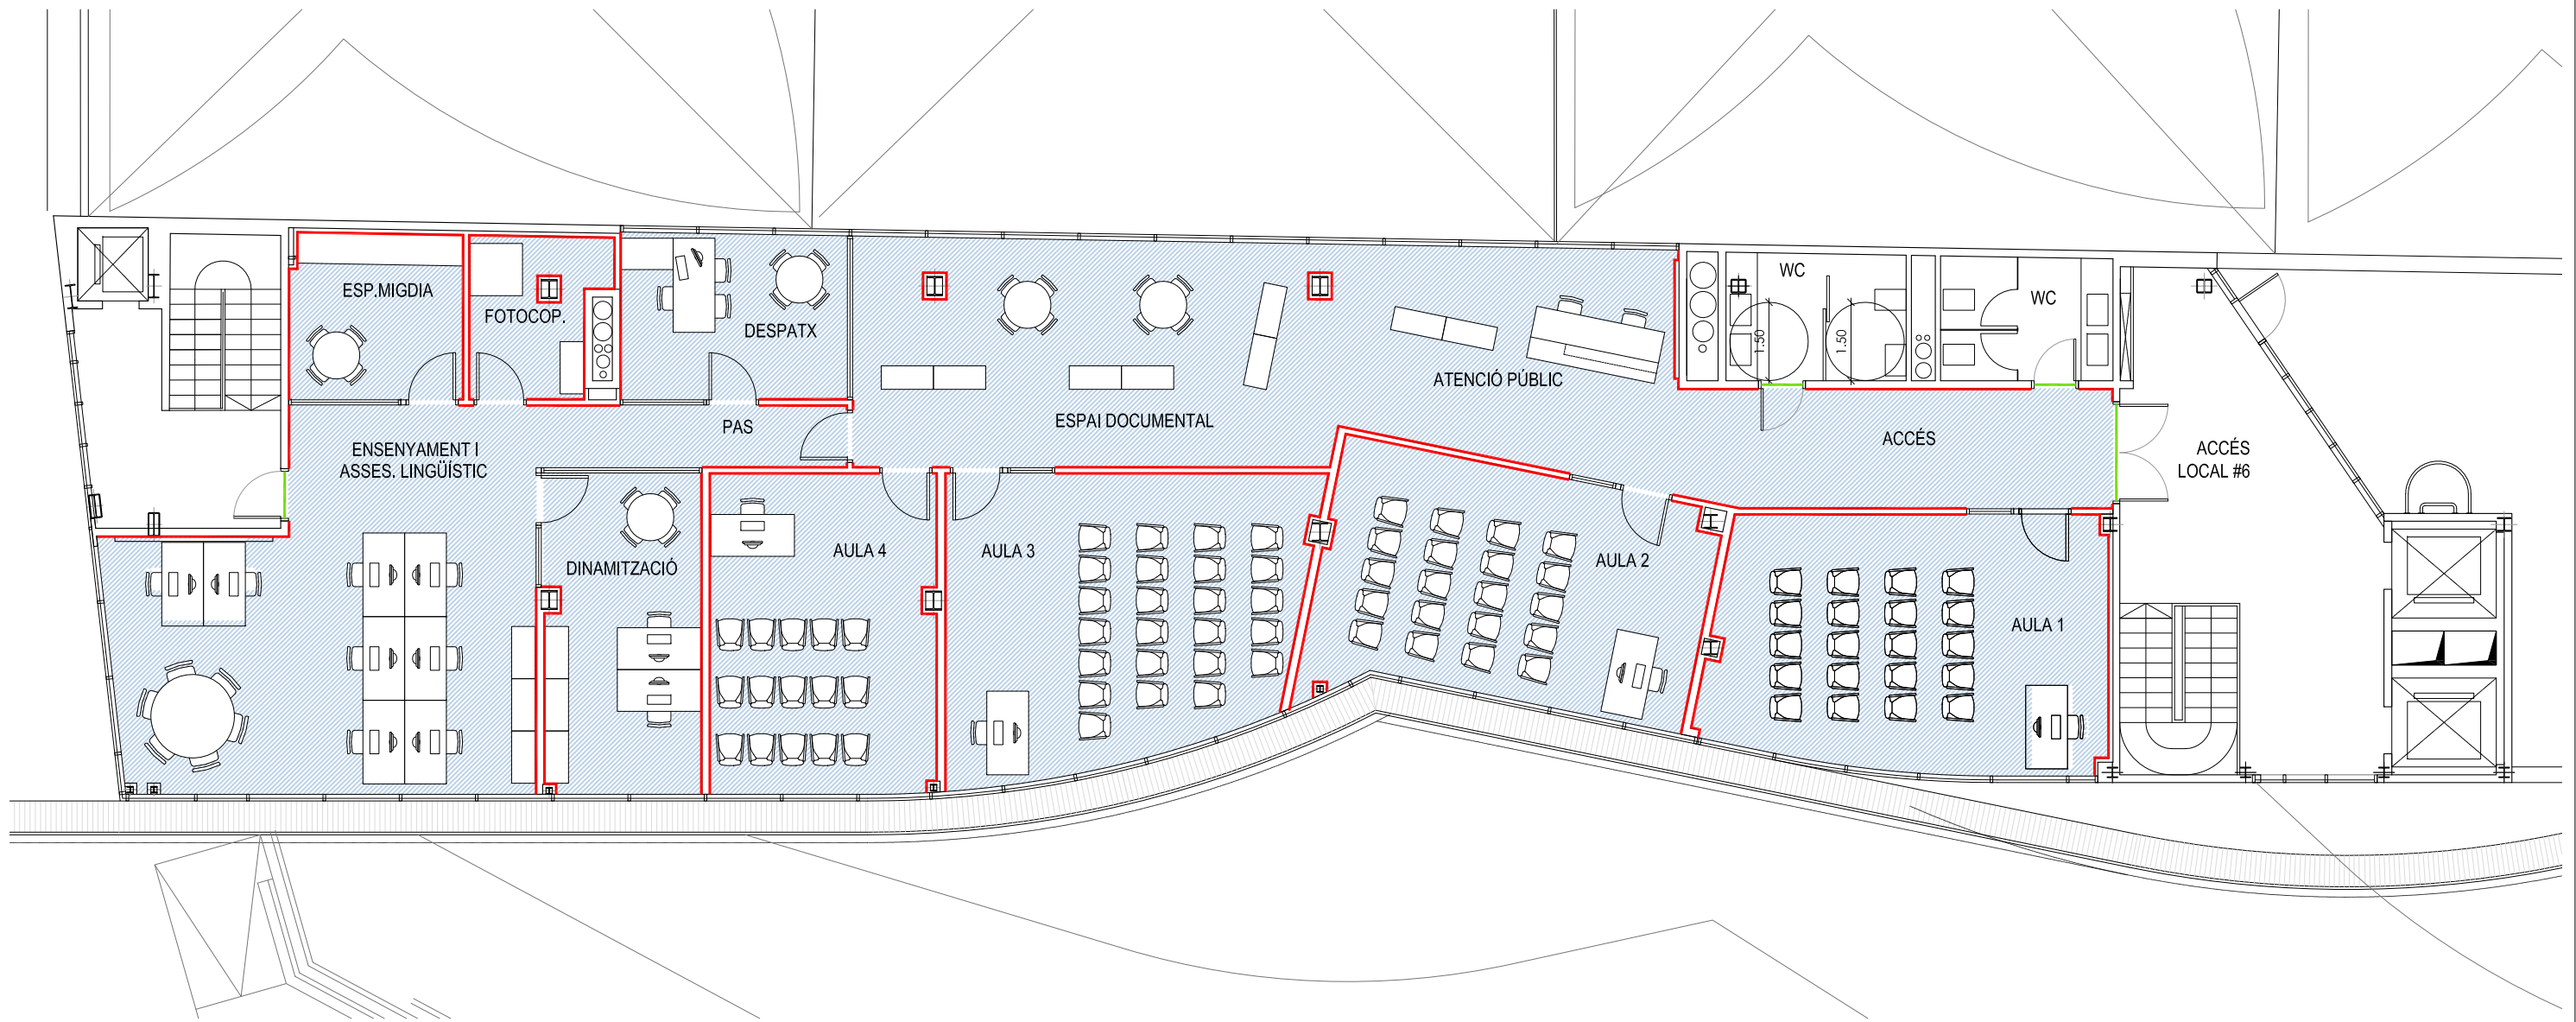 ESP.MIGDIA
FOTOCOP.
DESPATX
WC
1.50
1.50
WC
ATENCIÓ PÚBLIC
ESPAI DOCUMENTAL
PAS
ACCÉS
ENSENYAMENT I
ASSES. LINGÜÍSTIC
ACCÉS
LOCAL #6
DINAMITZACIÓ
AULA 4
AULA 3
AULA 2
AULA 1